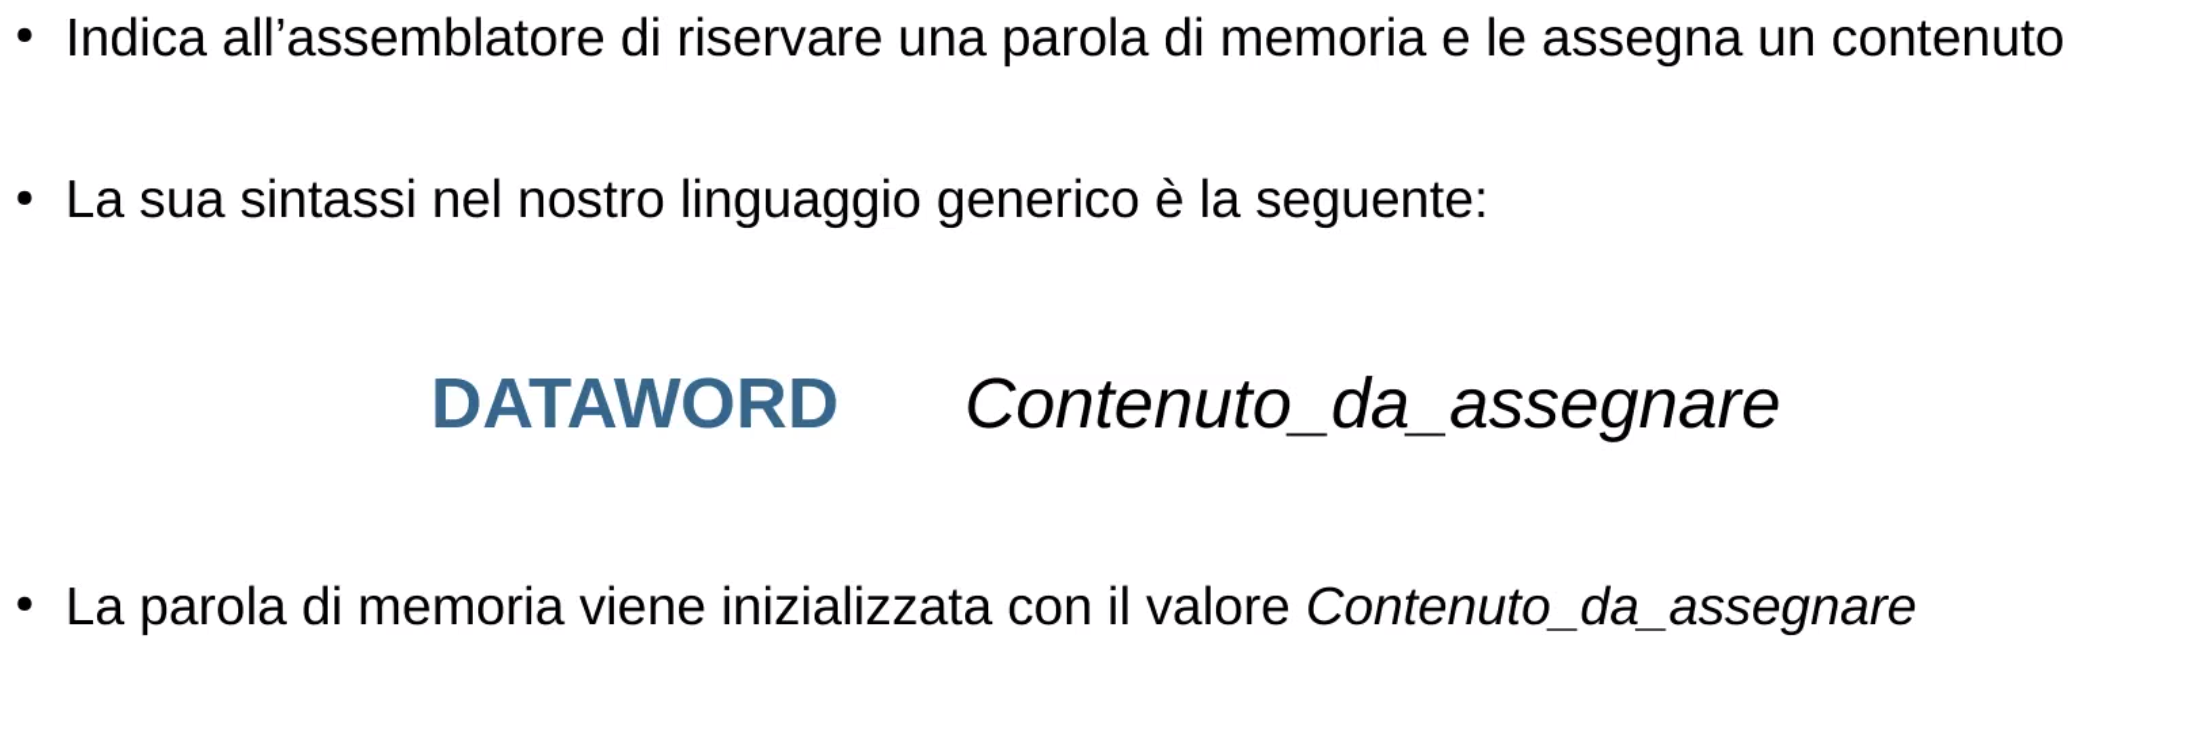 • Indica all’assemblatore di riservare una parola di memoria e le assegna un contenuto
• La sua sintassi nel nostro linguaggio generico è la seguente:
DATAWORD Contenuto_da_assegnare
• La parola di memoria viene inizializzata con il valore Contenuto_da_assegnare